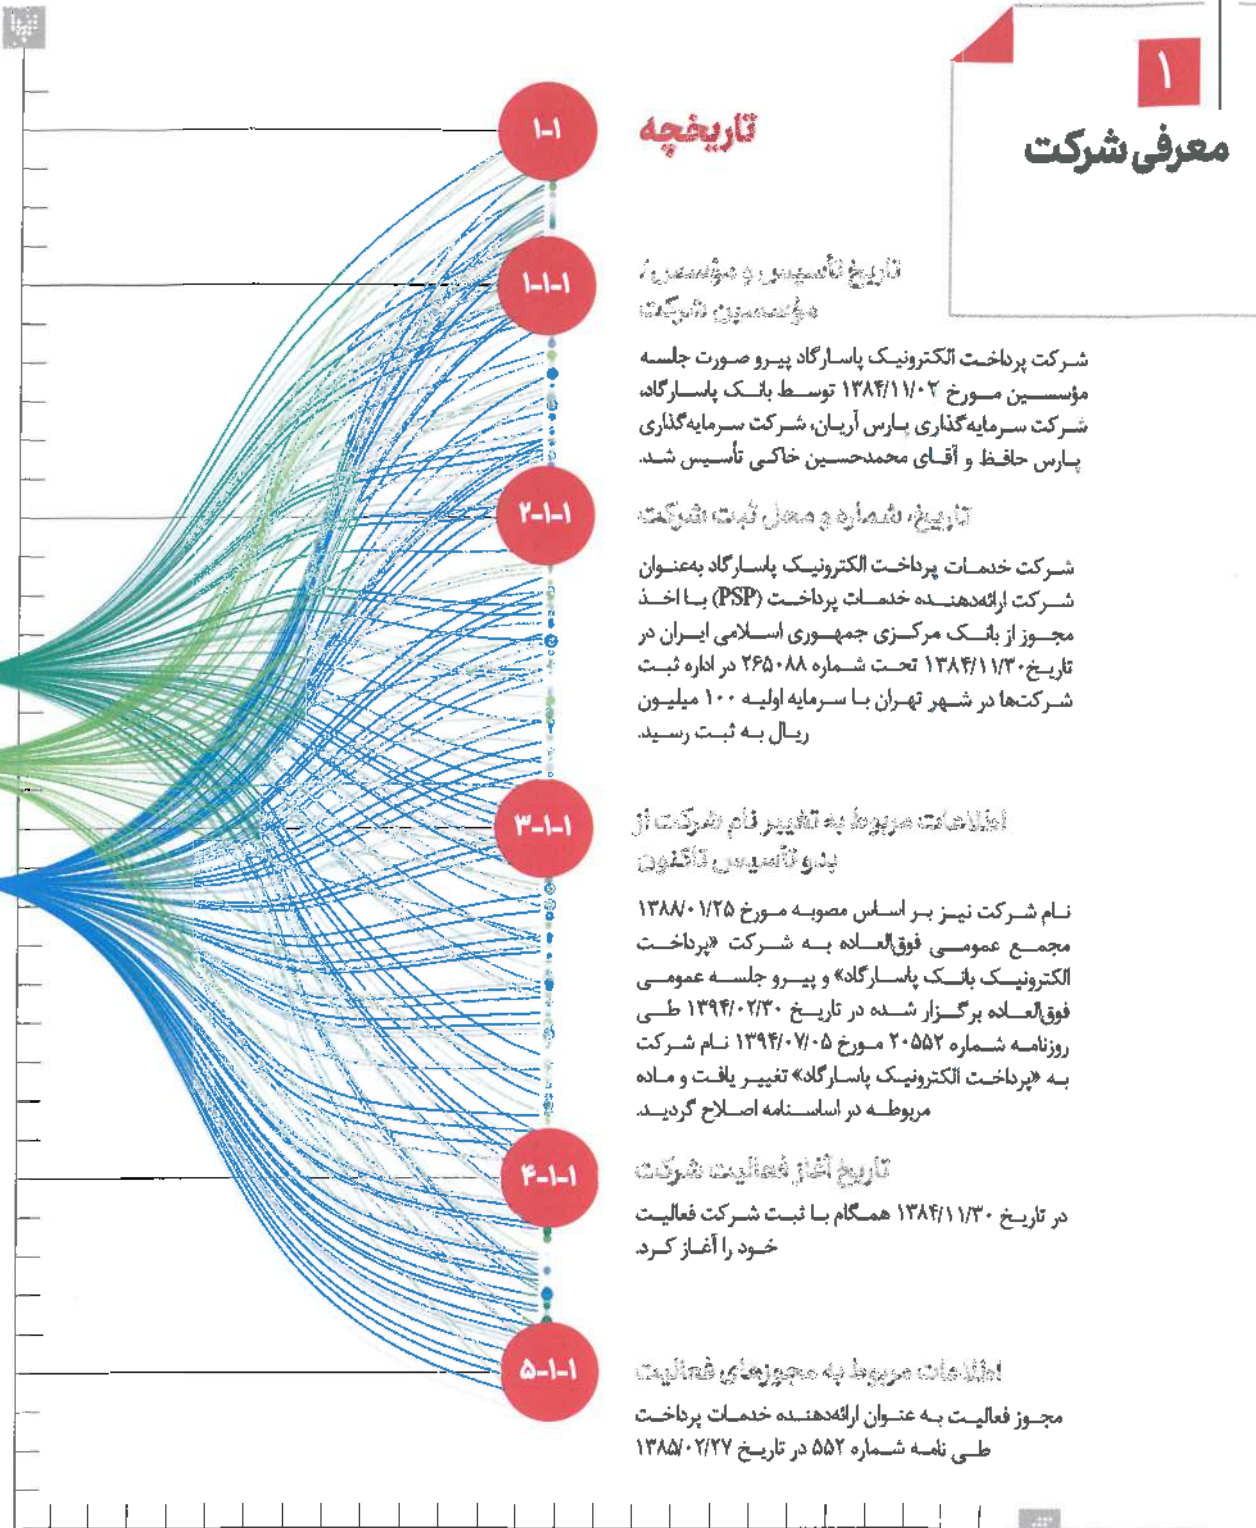 ۱
معرفی شرکت
۱-۱
تاریخچه
۱-۱-۱
تاریخ تأسیس و مؤسس/
مؤسسین شرکت
شرکت پرداخت الکترونیک پاسارگاد پیرو صورت جلسه
مؤسسین مورخ ۱۳۸۴/۱۱/۰۲ توسط بانک پاسارگاد،
شرکت سرمایه‌گذاری پارس آریان، شرکت سرمایه‌گذاری
پارس حافظ و آقای محمدحسین خاکی تأسیس شد.
۲-۱-۱
تاریخ، شماره و محل ثبت شرکت
شرکت خدمات پرداخت الکترونیک پاسارگاد به‌عنوان
شرکت ارائه‌دهنده خدمات پرداخت (PSP) با اخذ
مجوز از بانک مرکزی جمهوری اسلامی ایران در
تاریخ ۱۳۸۴/۱۱/۳۰ تحت شماره ۲۶۵۰۸۸ در اداره ثبت
شرکت‌ها در شهر تهران با سرمایه اولیه ۱۰۰ میلیون
ریال به ثبت رسید.
۳-۱-۱
اطلاعات مربوط به تغییر نام شرکت از
بدو تأسیس تاکنون
نام شرکت نیز بر اساس مصوبه مورخ ۱۳۸۸/۰۱/۲۵
مجمع عمومی فوق‌العاده به شرکت «پرداخت
الکترونیک بانک پاسارگاد» و پیرو جلسه عمومی
فوق‌العاده برگزار شده در تاریخ ۱۳۹۴/۰۲/۳۰ طی
روزنامه شماره ۲۰۵۵۲ مورخ ۱۳۹۴/۰۷/۰۵ نام شرکت
به «پرداخت الکترونیک پاسارگاد» تغییر یافت و ماده
مربوطه در اساسنامه اصلاح گردید.
۴-۱-۱
تاریخ آغاز فعالیت شرکت
در تاریخ ۱۳۸۴/۱۱/۳۰ همگام با ثبت شرکت فعالیت
خود را آغاز کرد.
۵-۱-۱
اطلاعات مربوط به مجوزهای فعالیت
مجوز فعالیت به عنوان ارائه‌دهنده خدمات پرداخت
طی نامه شماره ۵۵۲ در تاریخ ۱۳۸۵/۰۲/۲۷